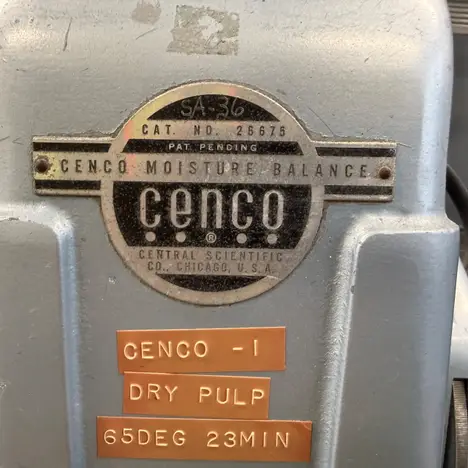 SA-36
CAT. NO. 26675
PAT. PENDING
CENCO MOISTURE BALANCE
cenco
®
CENTRAL SCIENTIFIC
CO., CHICAGO, U.S.A.
CENCO -1
DRY PULP
65DEG 23MIN